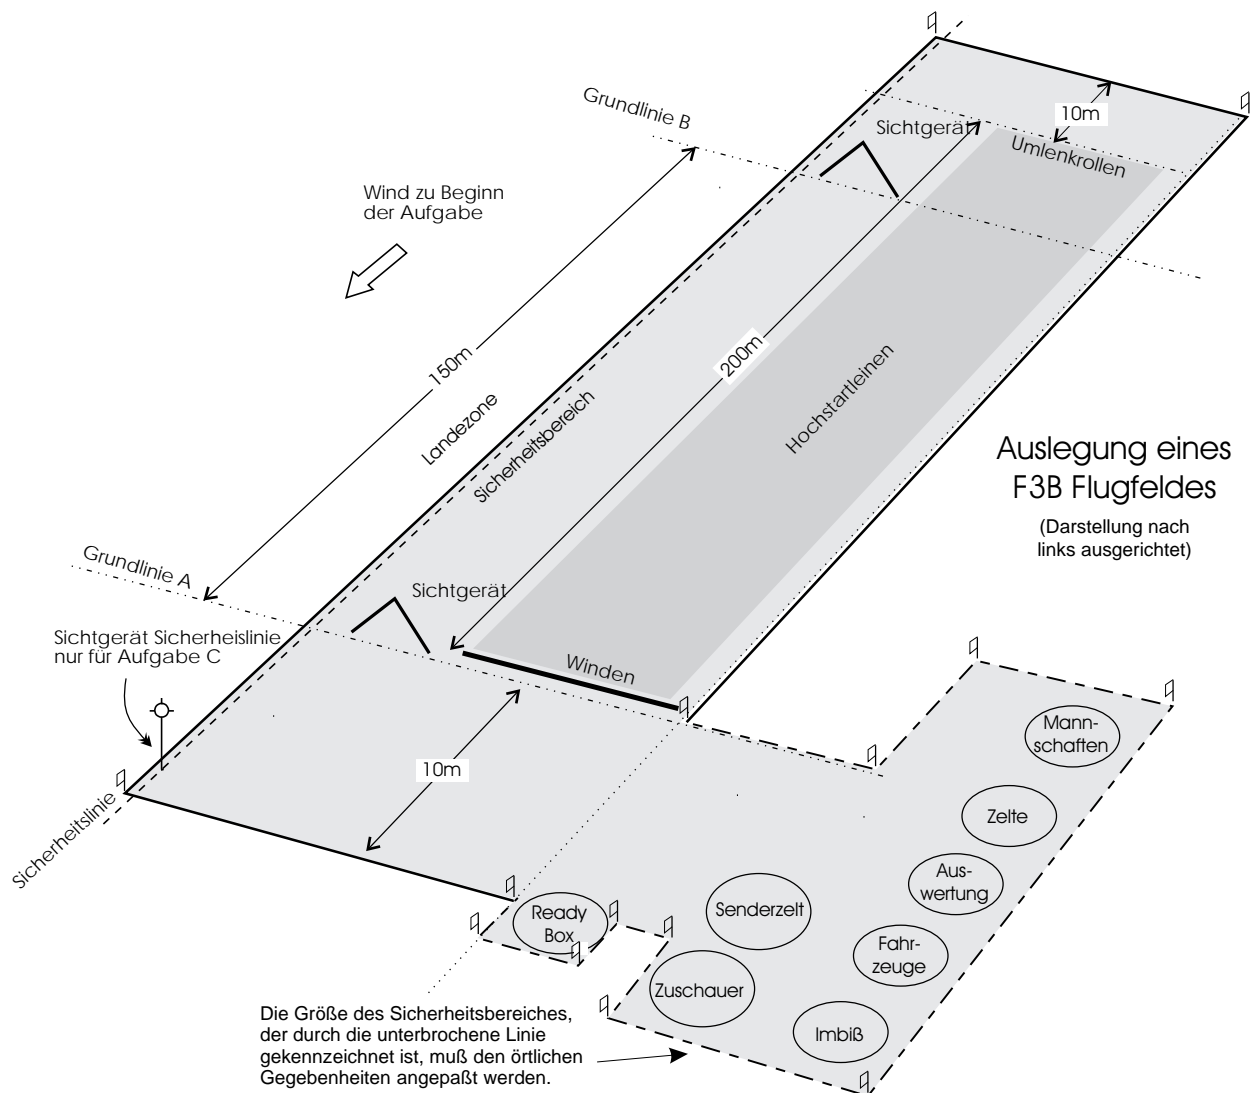 Grundlinie B
Sichtgerät
10m
Umlenkrollen
Wind zu Beginn
der Aufgabe
150m
200m
Landezone
Sicherheitsbereich
Hochstartleinen
Auslegung eines
F3B Flugfeldes
(Darstellung nach
links ausgerichtet)
Grundlinie A
Sichtgerät
Sichtgerät Sicherheislinie
nur für Aufgabe C
Winden
10m
Sicherheitslinie
Mann-
schaften
Zelte
Aus-
wertung
Senderzelt
Ready
Box
Fahr-
zeuge
Zuschauer
Imbiß
Die Größe des Sicherheitsbereiches,
der durch die unterbrochene Linie
gekennzeichnet ist, muß den örtlichen
Gegebenheiten angepaßt werden.